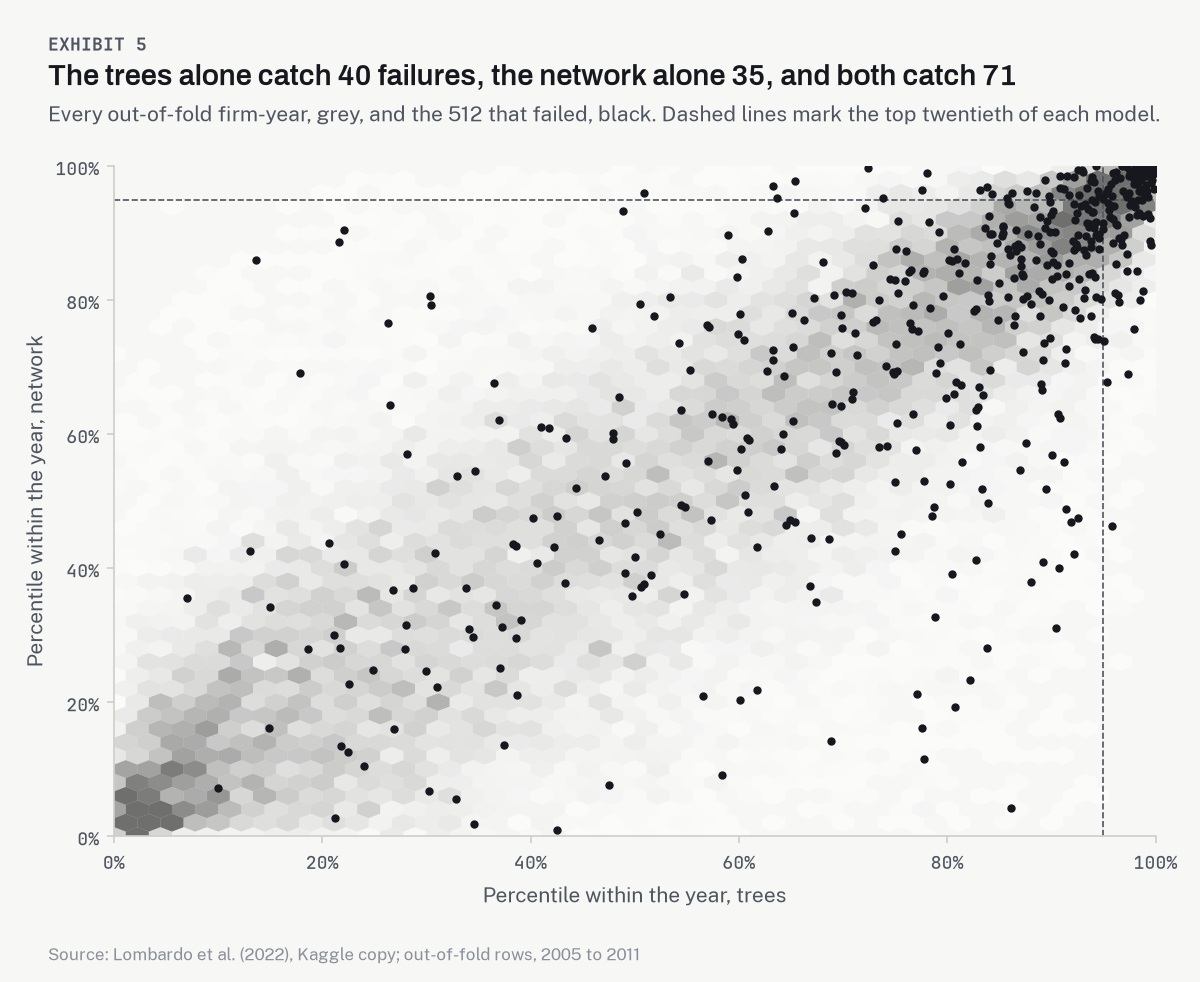 EXHIBIT 5
The trees alone catch 40 failures, the network alone 35, and both catch 71
Every out-of-fold firm-year, grey, and the 512 that failed, black. Dashed lines mark the top twentieth of each model.
Percentile within the year, network
100%
80%
60%
40%
20%
0%
0%
20%
40%
60%
80%
100%
Percentile within the year, trees
Source: Lombardo et al. (2022), Kaggle copy; out-of-fold rows, 2005 to 2011